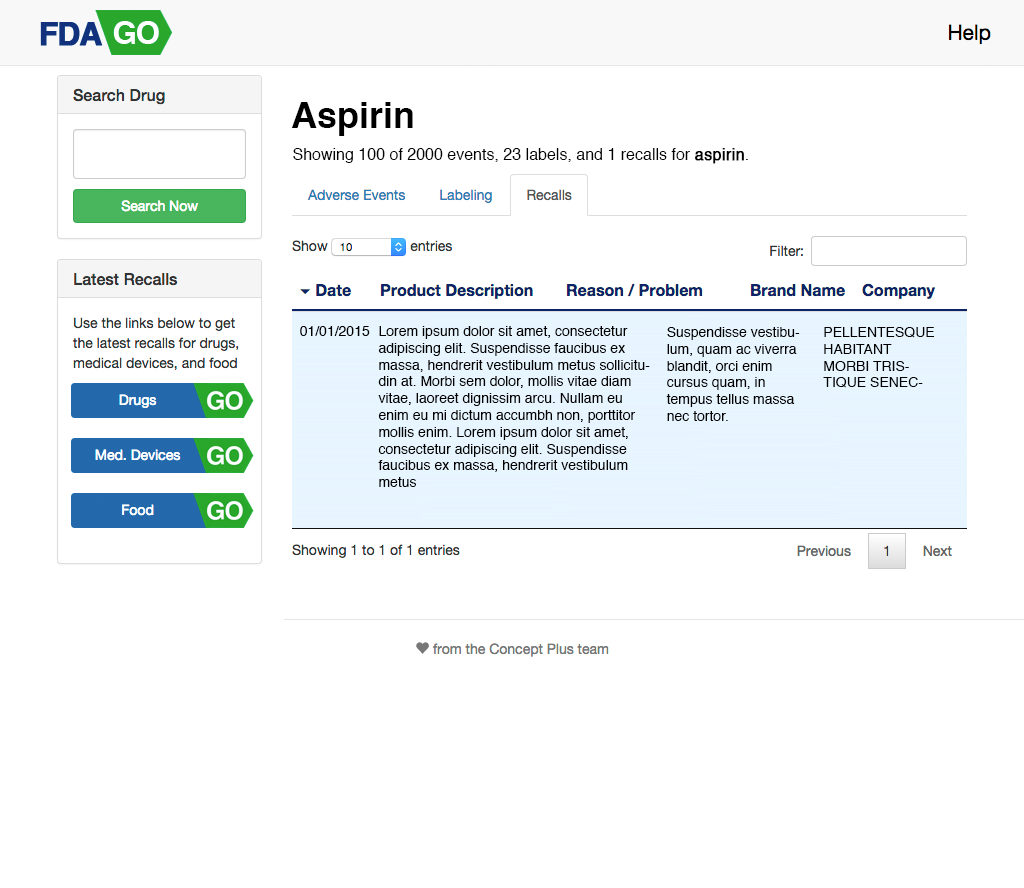 FDA GO
Help
Search Drug
Search Now
Latest Recalls
Use the links below to get
the latest recalls for drugs,
medical devices, and food
Drugs GO
Med. Devices GO
Food GO
Aspirin
Showing 100 of 2000 events, 23 labels, and 1 recalls for aspirin.
Adverse Events Labeling Recalls
Show 10 entries
Filter:
Date Product Description Reason / Problem Brand Name Company
01/01/2015
Lorem ipsum dolor sit amet, consectetur
adipiscing elit. Suspendisse faucibus ex
massa, hendrerit vestibulum metus sollicitu-
din at. Morbi sem dolor, mollis vitae diam
vitae, laoreet dignissim arcu. Nullam eu
enim eu mi dictum accumbh non, porttitor
mollis enim. Lorem ipsum dolor sit amet,
consectetur adipiscing elit. Suspendisse
faucibus ex massa, hendrerit vestibulum
metus
Suspendisse vestibu-
lum, quam ac viverra
blandit, orci enim
cursus quam, in
tempus tellus massa
nec tortor.
PELLENTESQUE
HABITANT
MORBI TRIS-
TIQUE SENEC-
Showing 1 to 1 of 1 entries
Previous 1 Next
♥ from the Concept Plus team